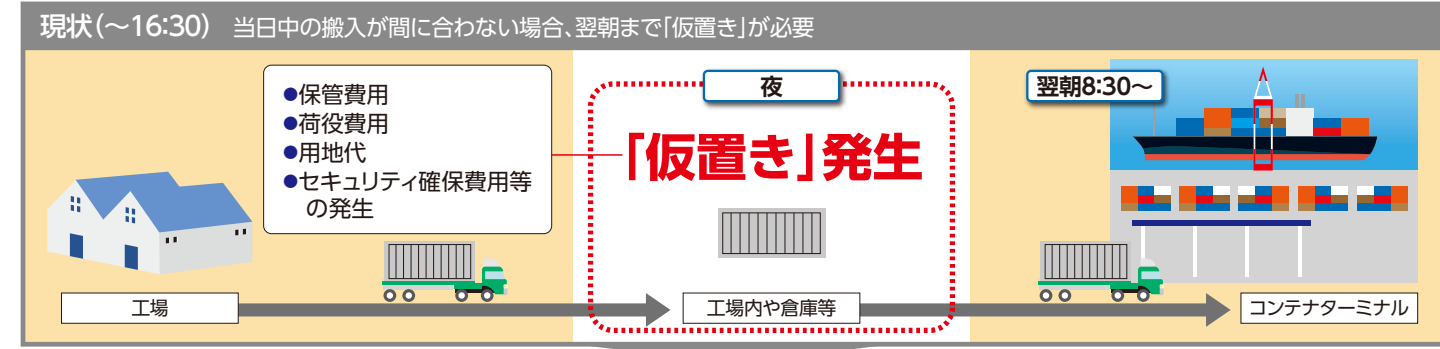 現状(～16:30) 当日中の搬入が間に合わない場合、翌朝まで「仮置き」が必要
●保管費用
●荷役費用
●用地代
●セキュリティ確保費用等
の発生
夜
「仮置き」発生
翌朝8:30～
工場
工場内や倉庫等
コンテナターミナル